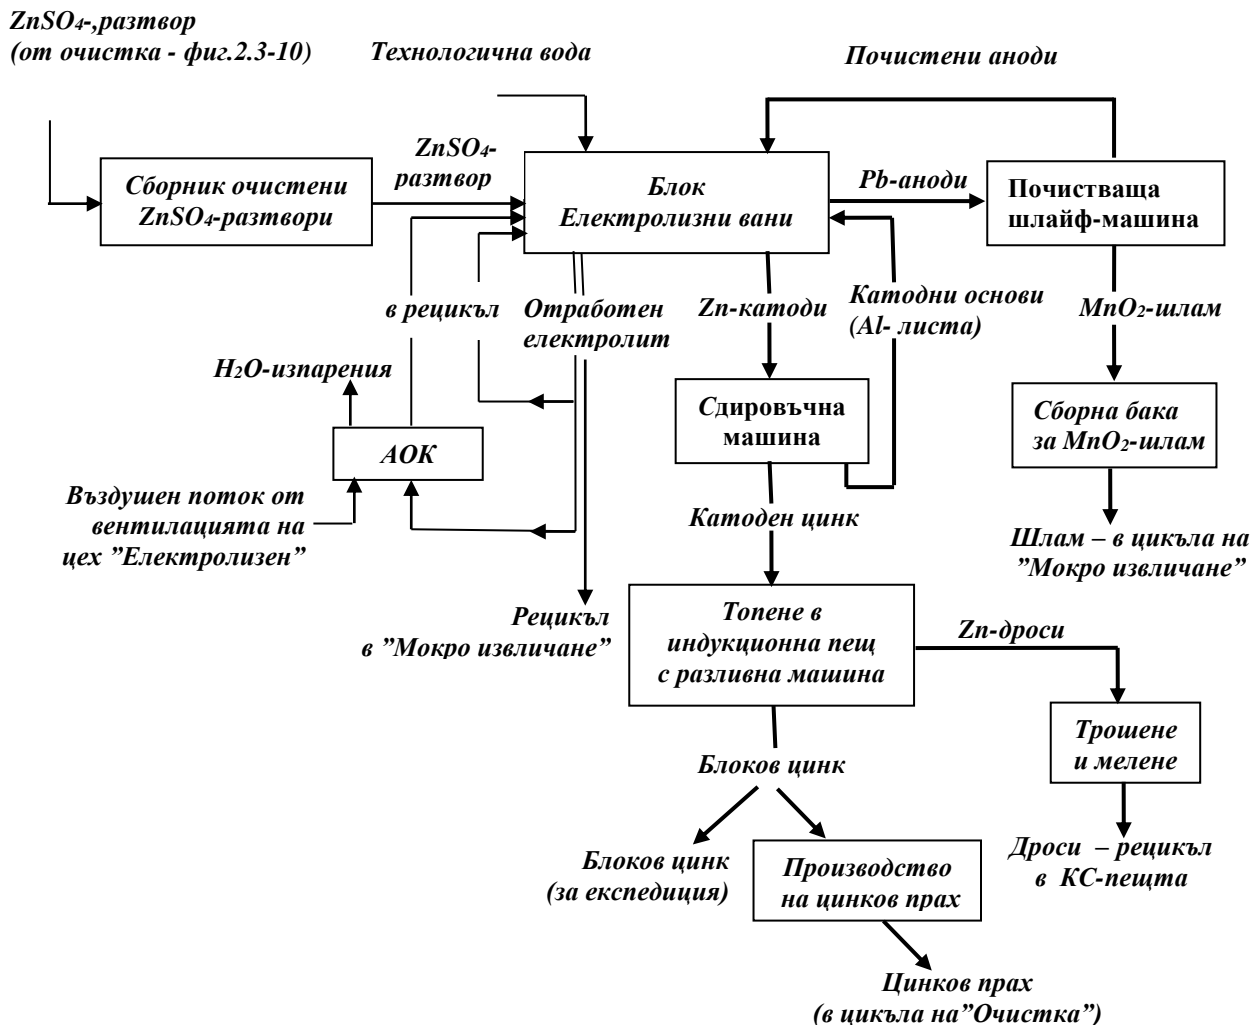 ZnSO4-,разтвор
(от очистка - фиг.2.3-10)
Технологична вода
Почистени аноди
Сборник очистени
ZnSO4-разтвори
ZnSO4-
разтвор
Блок
Електролизни вани
Pb-аноди
Почистваща
шлайф-машина
в рецикъл
Отработен
електролит
Zn-катоди
Катодни основи
(Al- листа)
MnO2-шлам
H2O-изпарения
АОК
Сдировъчна
машина
Сборна бака
за MnO2-шлам
Въздушен поток от
вентилацията на
цех ”Електролизен”
Катоден цинк
Шлам – в цикъла на
”Мокро извличане”
Рецикъл
в ”Мокро извличане”
Топене в
индукционна пещ
с разливна машина
Zn-дроси
Трошене
и мелене
Блоков цинк
Блоков цинк
(за експедиция)
Производство
на цинков прах
Дроси – рецикъл
в КС-пещта
Цинков прах
(в цикъла на”Очистка”)